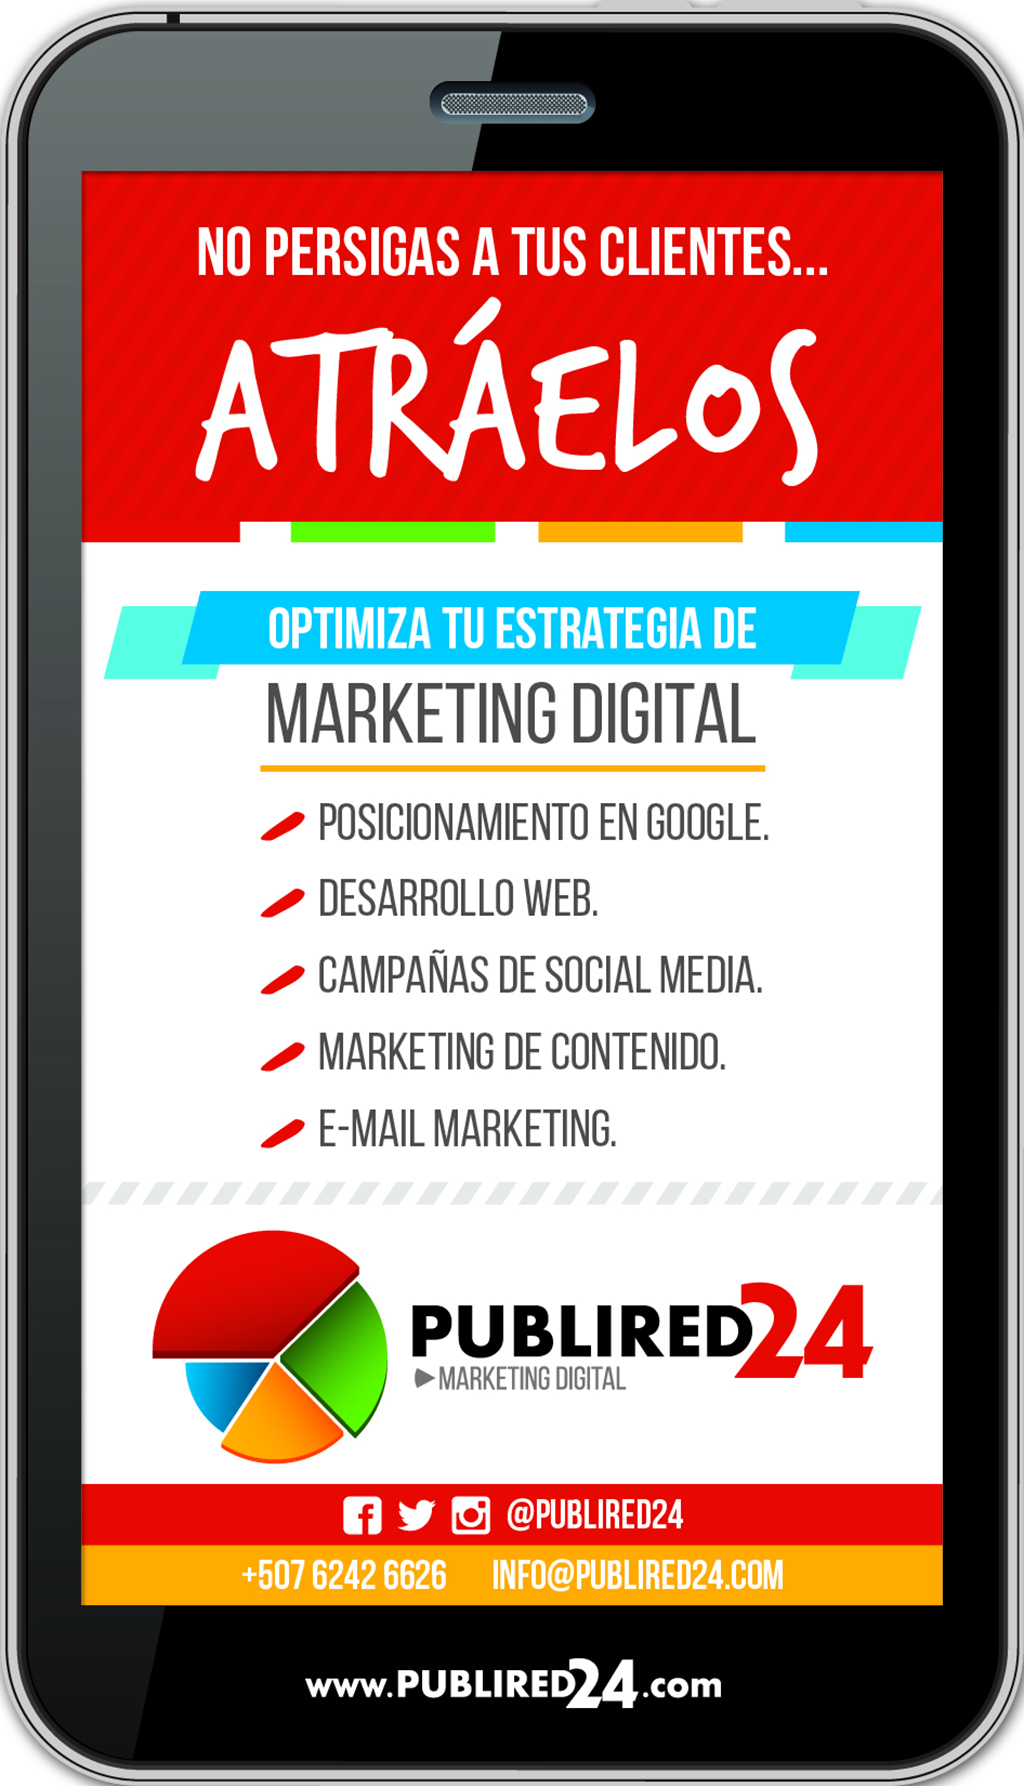 NO PERSIGAS A TUS CLIENTES...
ATRÁELOS
OPTIMIZA TU ESTRATEGIA DE
MARKETING DIGITAL
POSICIONAMIENTO EN GOOGLE.
DESARROLLO WEB.
CAMPAÑAS DE SOCIAL MEDIA.
MARKETING DE CONTENIDO.
E-MAIL MARKETING.
PUBLIRED24
MARKETING DIGITAL
@PUBLIRED24
+507 6242 6626 INFO@PUBLIRED24.COM
www.PUBLIRED24.com